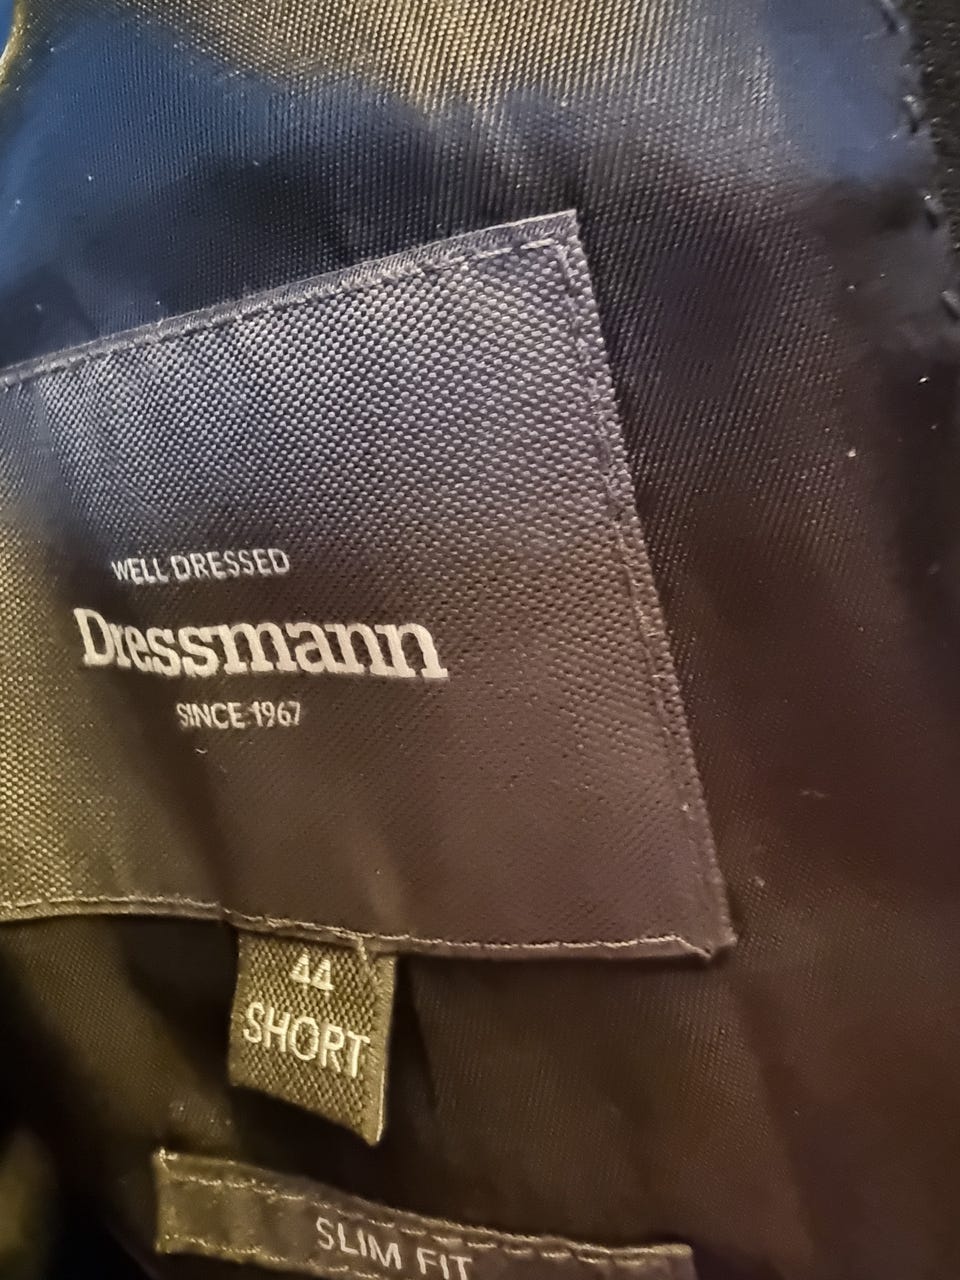 WELL DRESSED
Dressmann
SINCE 1967
44
SHORT
SLIM FIT